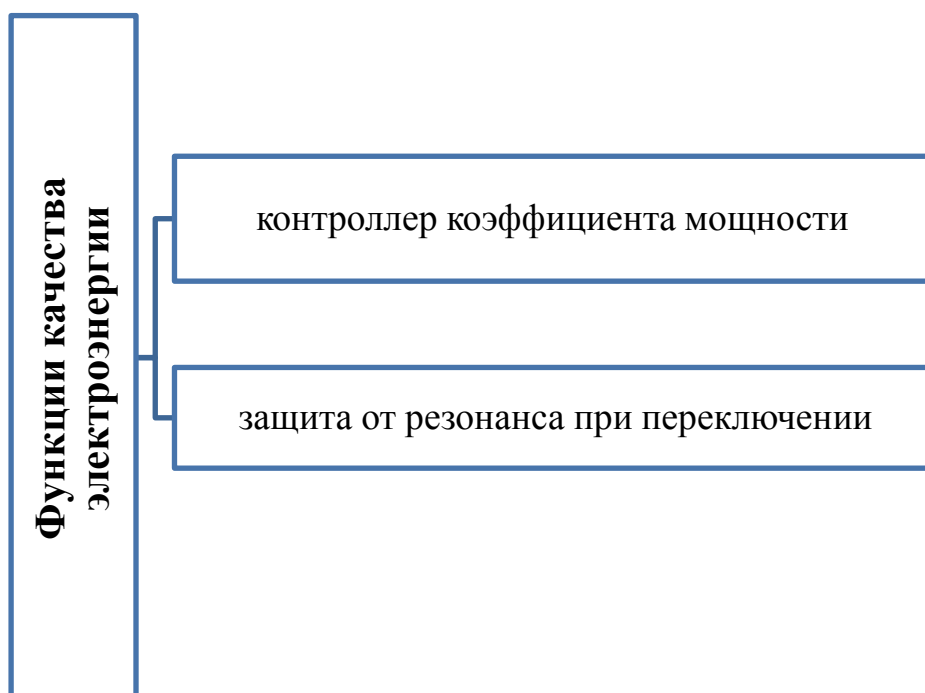 Функции качества
электроэнергии
контроллер коэффициента мощности
защита от резонанса при переключении